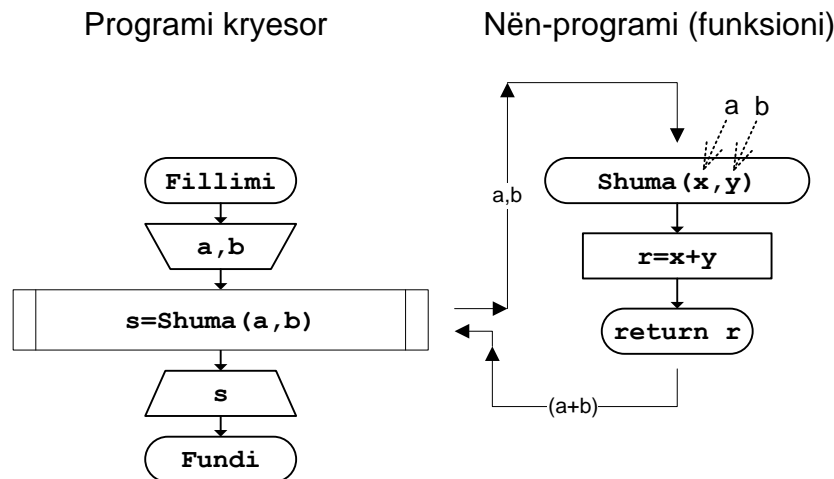 Programi kryesor
Nën-programi (funksioni)
Fillimi
a,b
s=Shuma(a,b)
s
Fundi
a,b
a b
Shuma(x,y)
r=x+y
return r
(a+b)